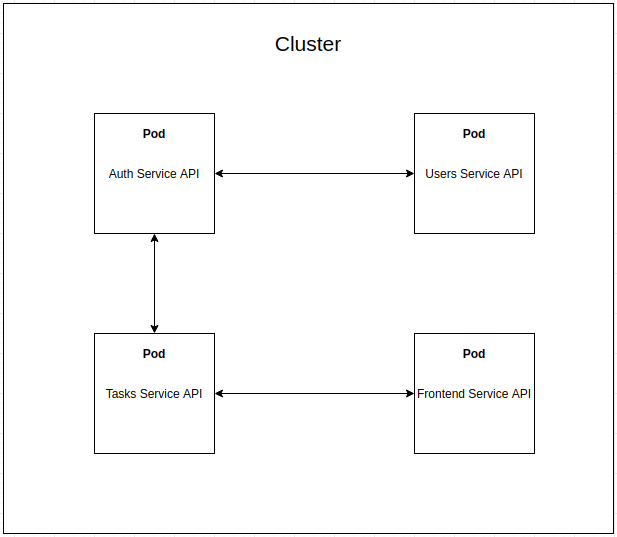 Cluster
Pod
Auth Service API
Pod
Users Service API
Pod
Tasks Service API
Pod
Frontend Service API